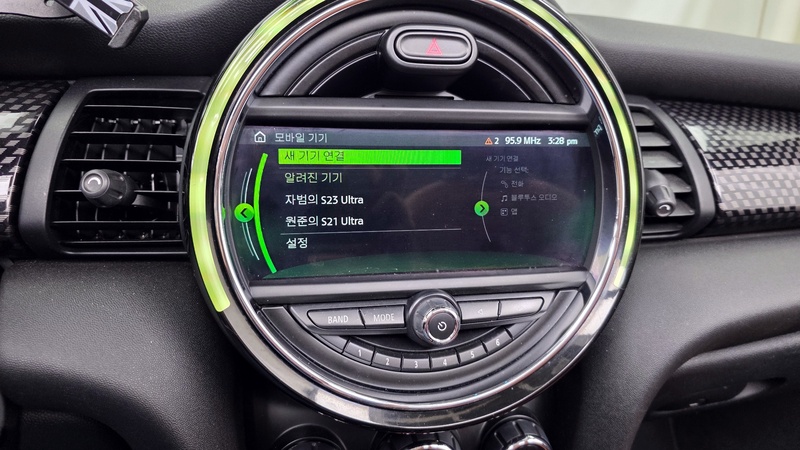 모바일 기기
2 95.9 MHz 3:28 pm
새 기기 연결
알려진 기기
자범의 S23 Ultra
원준의 S21 Ultra
설정
새 기기 연결
기능 선택:
전화
블루투스 오디오
앱
BAND MODE
1 2 3 4 5 6